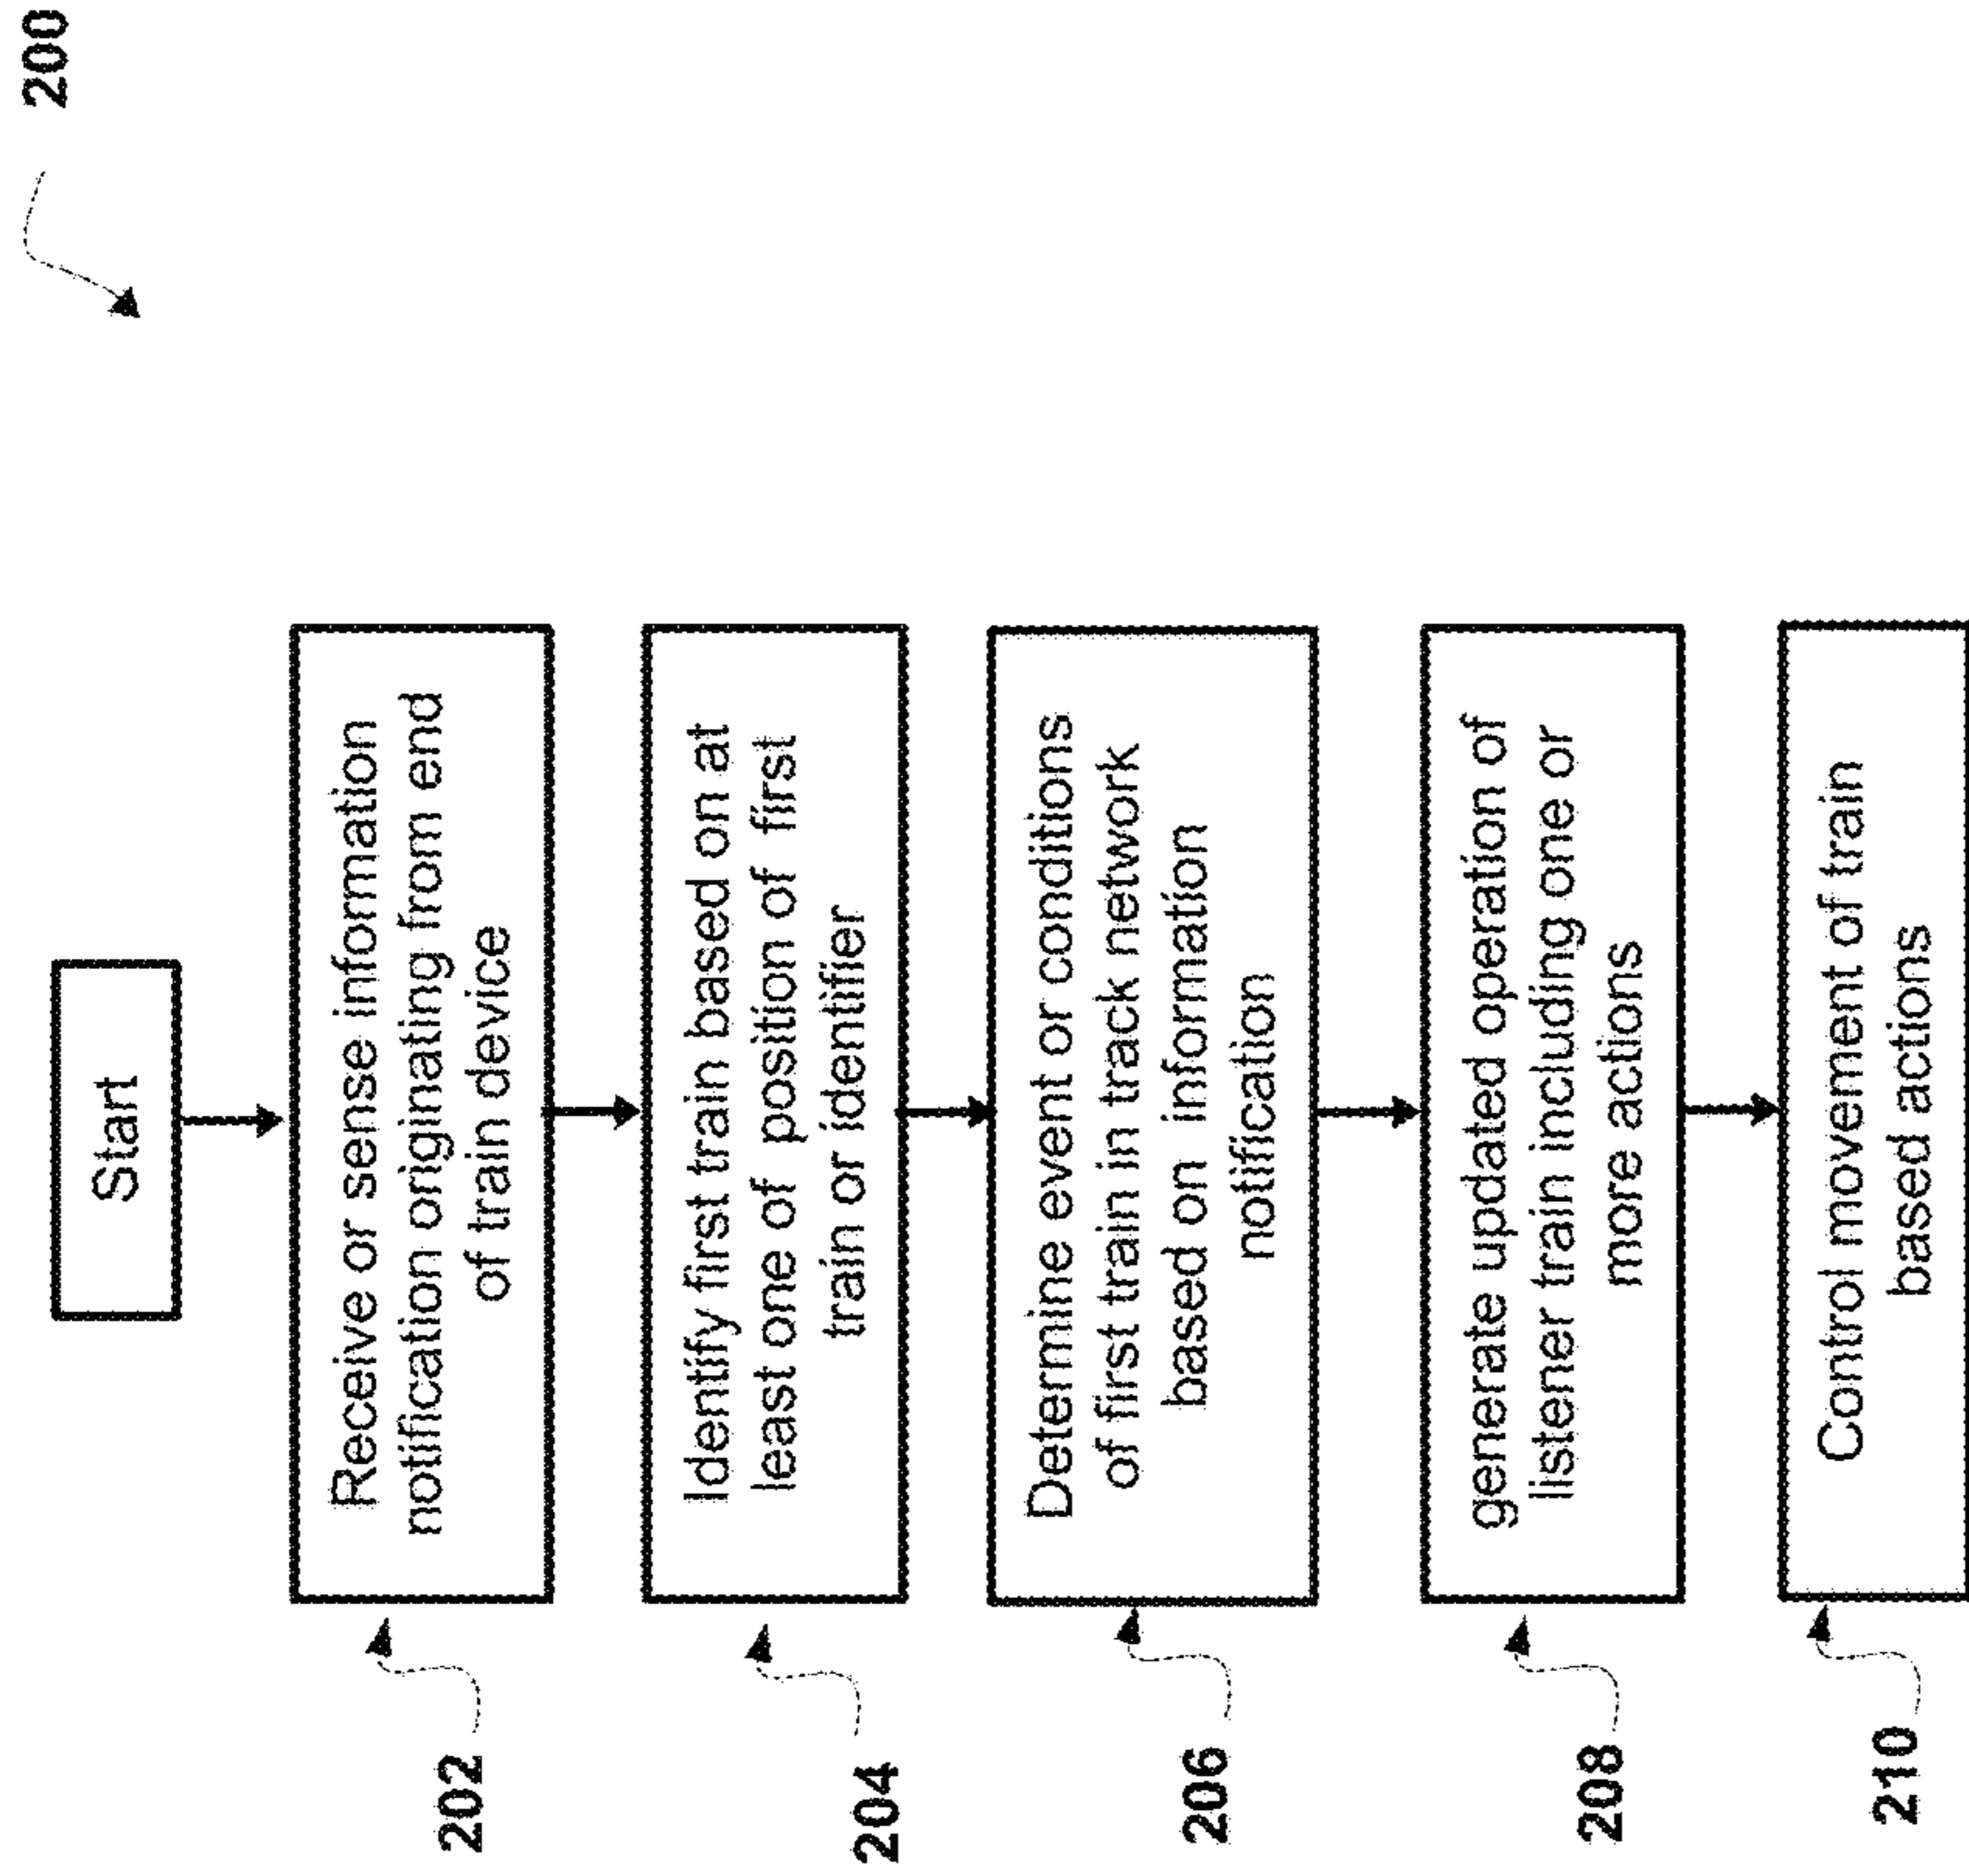 200
Start
202
Receive or sense information
notification originating from end
of train device
204
Identify first train based on at
least one of position of first
train or identifier
206
Determine event or conditions
of first train in track network
based on information
notification
208
generate updated operation of
listener train including one or
more actions
210
Control movement of train
based actions